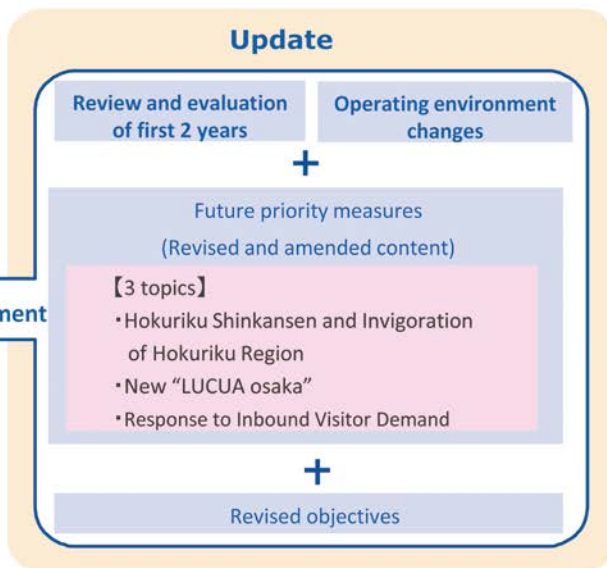 Update
Review and evaluation
of first 2 years
Operating environment
changes
+
Future priority measures
(Revised and amended content)
【3 topics】
・Hokuriku Shinkansen and Invigoration
of Hokuriku Region
・New “LUCUA osaka”
・Response to Inbound Visitor Demand
ment
+
Revised objectives